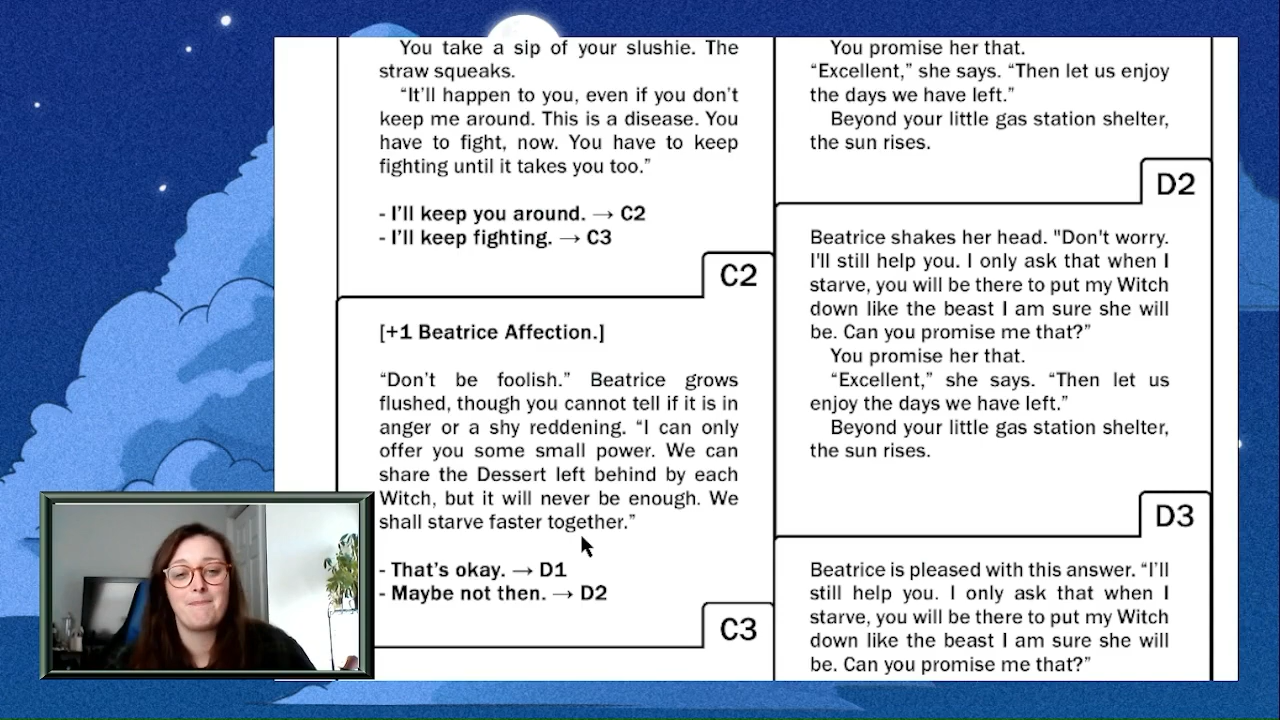 You take a sip of your slushie. The
straw squeaks.
“It’ll happen to you, even if you don’t
keep me around. This is a disease. You
have to fight, now. You have to keep
fighting until it takes you too.”
- I’ll keep you around. → C2
- I’ll keep fighting. → C3
C2
[+1 Beatrice Affection.]
“Don’t be foolish.” Beatrice grows
flushed, though you cannot tell if it is in
anger or a shy reddening. “I can only
offer you some small power. We can
share the Dessert left behind by each
Witch, but it will never be enough. We
shall starve faster together.”
- That’s okay. → D1
- Maybe not then. → D2
C3
You promise her that.
“Excellent,” she says. “Then let us enjoy
the days we have left.”
Beyond your little gas station shelter,
the sun rises.
D2
Beatrice shakes her head. "Don't worry.
I'll still help you. I only ask that when I
starve, you will be there to put my Witch
down like the beast I am sure she will
be. Can you promise me that?”
You promise her that.
“Excellent,” she says. “Then let us
enjoy the days we have left.”
Beyond your little gas station shelter,
the sun rises.
D3
Beatrice is pleased with this answer. “I’ll
still help you. I only ask that when I
starve, you will be there to put my Witch
down like the beast I am sure she will
be. Can you promise me that?”